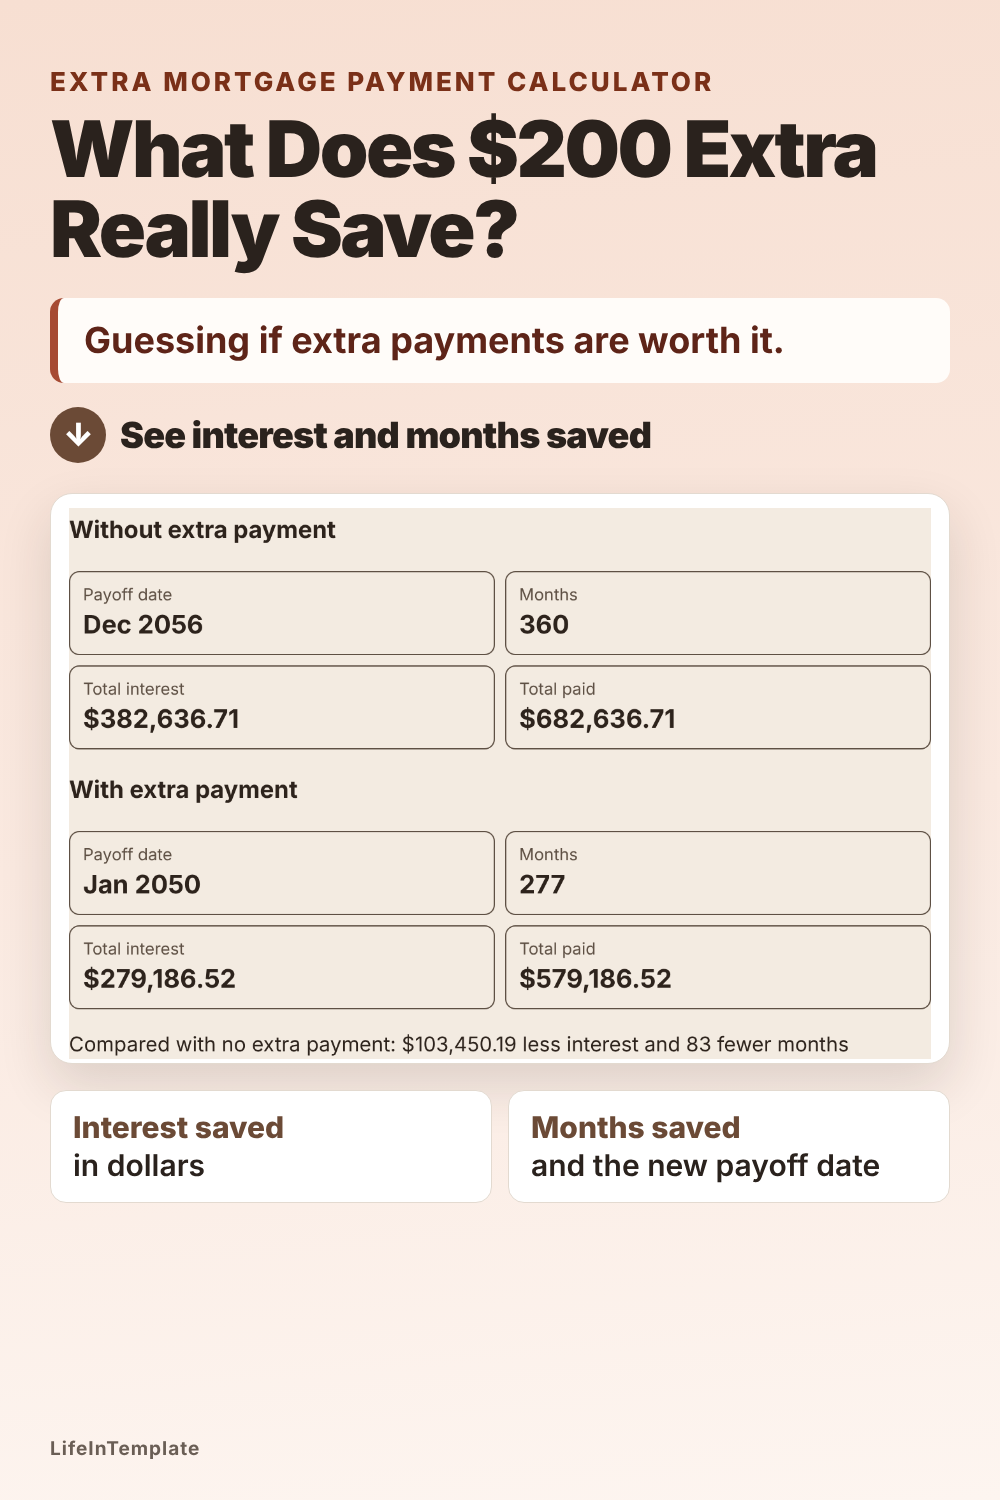 EXTRA MORTGAGE PAYMENT CALCULATOR
What Does $200 Extra
Really Save?
Guessing if extra payments are worth it.
See interest and months saved
Without extra payment
Payoff date
Dec 2056
Months
360
Total interest
$382,636.71
Total paid
$682,636.71
With extra payment
Payoff date
Jan 2050
Months
277
Total interest
$279,186.52
Total paid
$579,186.52
Compared with no extra payment: $103,450.19 less interest and 83 fewer months
Interest saved
in dollars
Months saved
and the new payoff date
LifeInTemplate